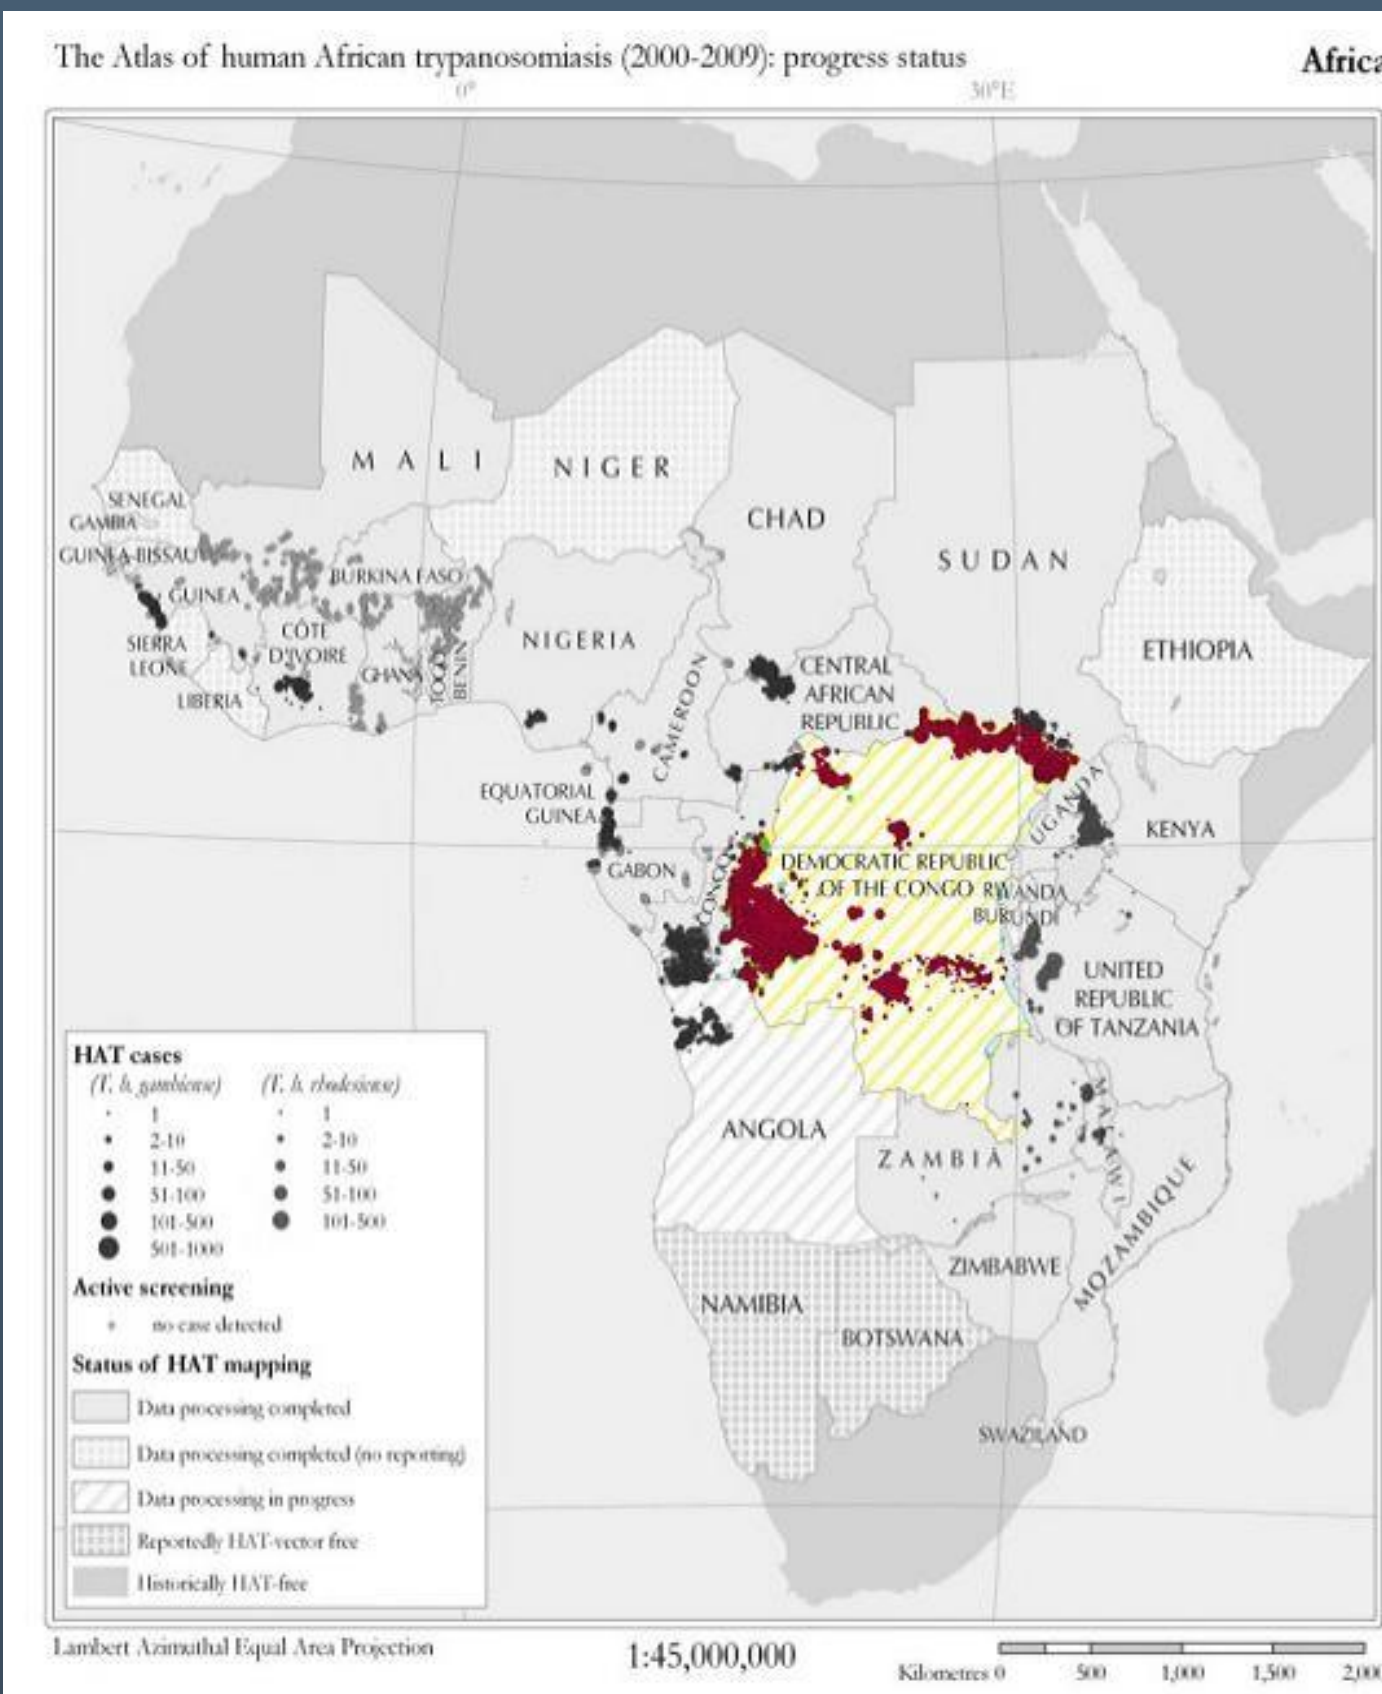 The Atlas of human African trypanosomiasis (2000-2009): progress status
Africa
0°
30°E
MALI
NIGER
CHAD
SUDAN
SENEGAL
GAMBIA
GUINEA-BISSAU
GUINEA
BURKINA FASO
SIERRA
LEONE
LIBERIA
CÔTE
D'IVOIRE
GHANA
TOGO
BENIN
NIGERIA
CAMEROON
CENTRAL
AFRICAN
REPUBLIC
ETHIOPIA
EQUATORIAL
GUINEA
GABON
CONGO
DEMOCRATIC REPUBLIC
OF THE CONGO
UGANDA
KENYA
RWANDA
BURUNDI
UNITED
REPUBLIC
OF TANZANIA
ANGOLA
ZAMBIA
MALAWI
MOZAMBIQUE
ZIMBABWE
NAMIBIA
BOTSWANA
SWAZILAND
HAT cases
(T. b. gambiense) (T. b. rhodesiense)
1 1
2-10 2-10
11-50 11-50
51-100 51-100
101-500 101-500
501-1000
Active screening
no case detected
Status of HAT mapping
Data processing completed
Data processing completed (no reporting)
Data processing in progress
Reportedly HAT-vector free
Historically HAT-free
Lambert Azimuthal Equal Area Projection
1:45,000,000
Kilometres 0 500 1,000 1,500 2,000